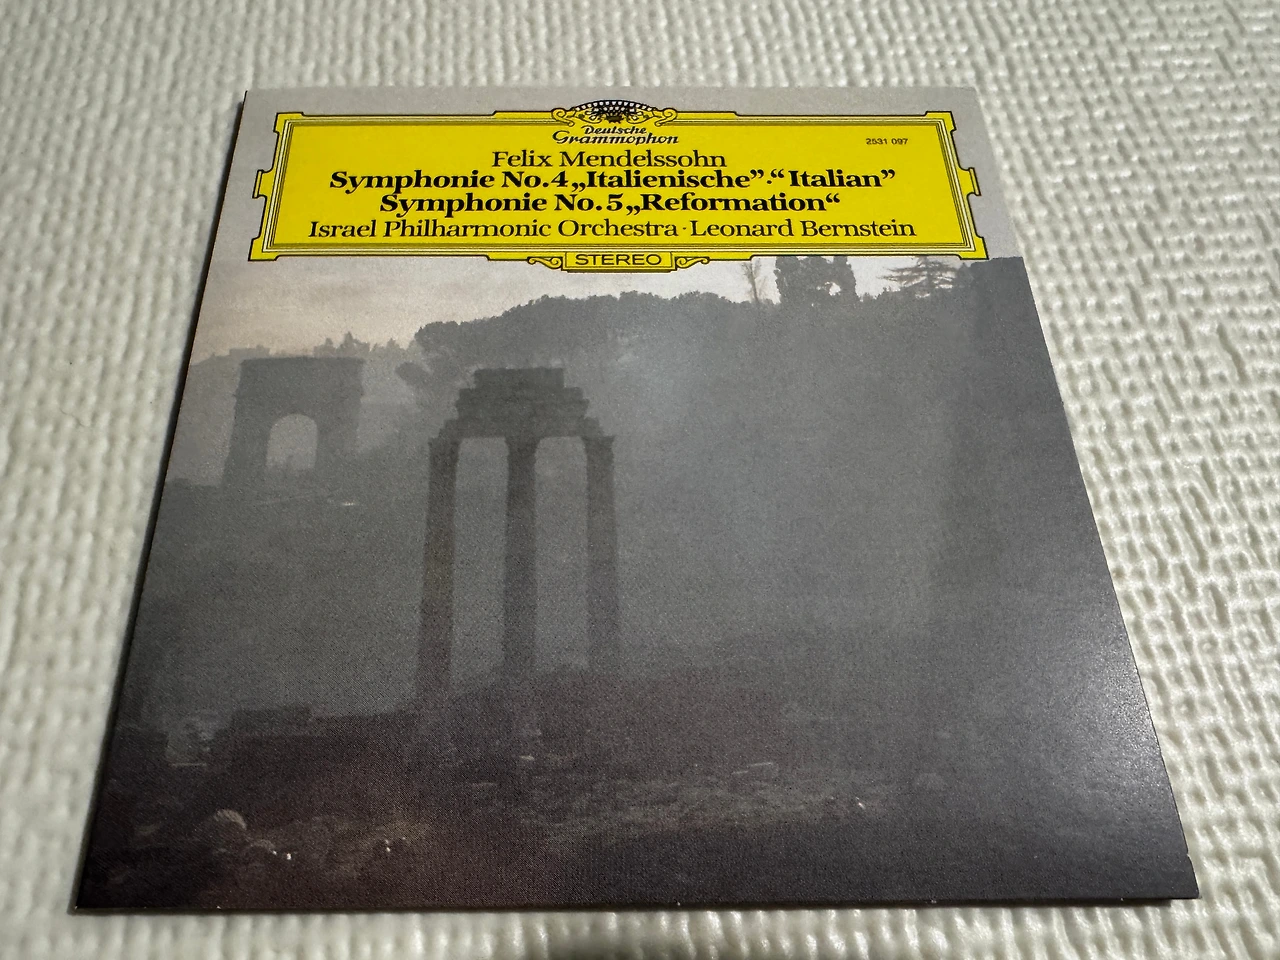 Deutsche
Grammophon
2531 097
Felix Mendelssohn
Symphonie No.4 „Italienische”·“Italian”
Symphonie No.5 „Reformation“
Israel Philharmonic Orchestra·Leonard Bernstein
STEREO